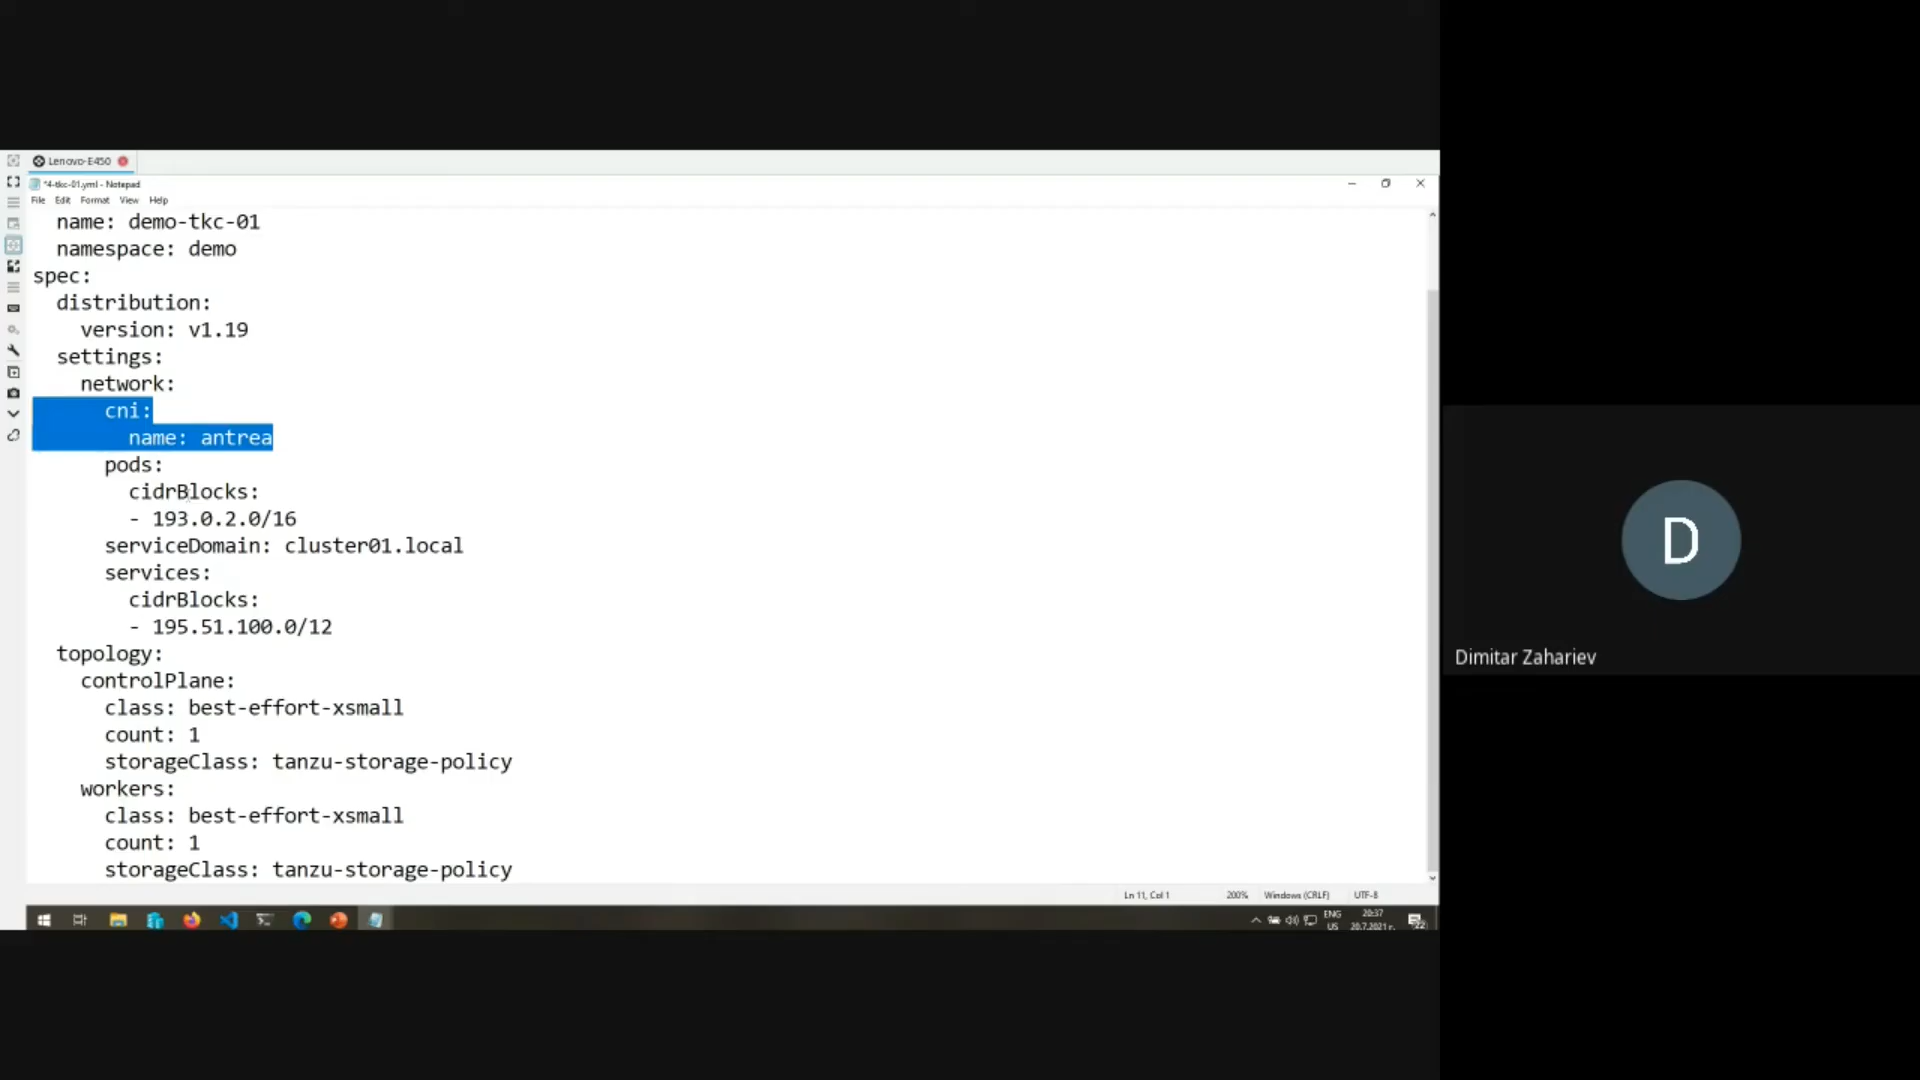 Lenovo-E450
*4-tkc-01.yml - Notepad
File Edit Format View Help
name: demo-tkc-01
namespace: demo
spec:
distribution:
version: v1.19
settings:
network:
cni:
name: antrea
pods:
cidrBlocks:
- 193.0.2.0/16
serviceDomain: cluster01.local
services:
cidrBlocks:
- 195.51.100.0/12
topology:
controlPlane:
class: best-effort-xsmall
count: 1
storageClass: tanzu-storage-policy
workers:
class: best-effort-xsmall
count: 1
storageClass: tanzu-storage-policy
Ln 11, Col 1 200% Windows (CRLF) UTF-8
ENG 20:37
US 20.7.2021 г. 22
D
Dimitar Zahariev